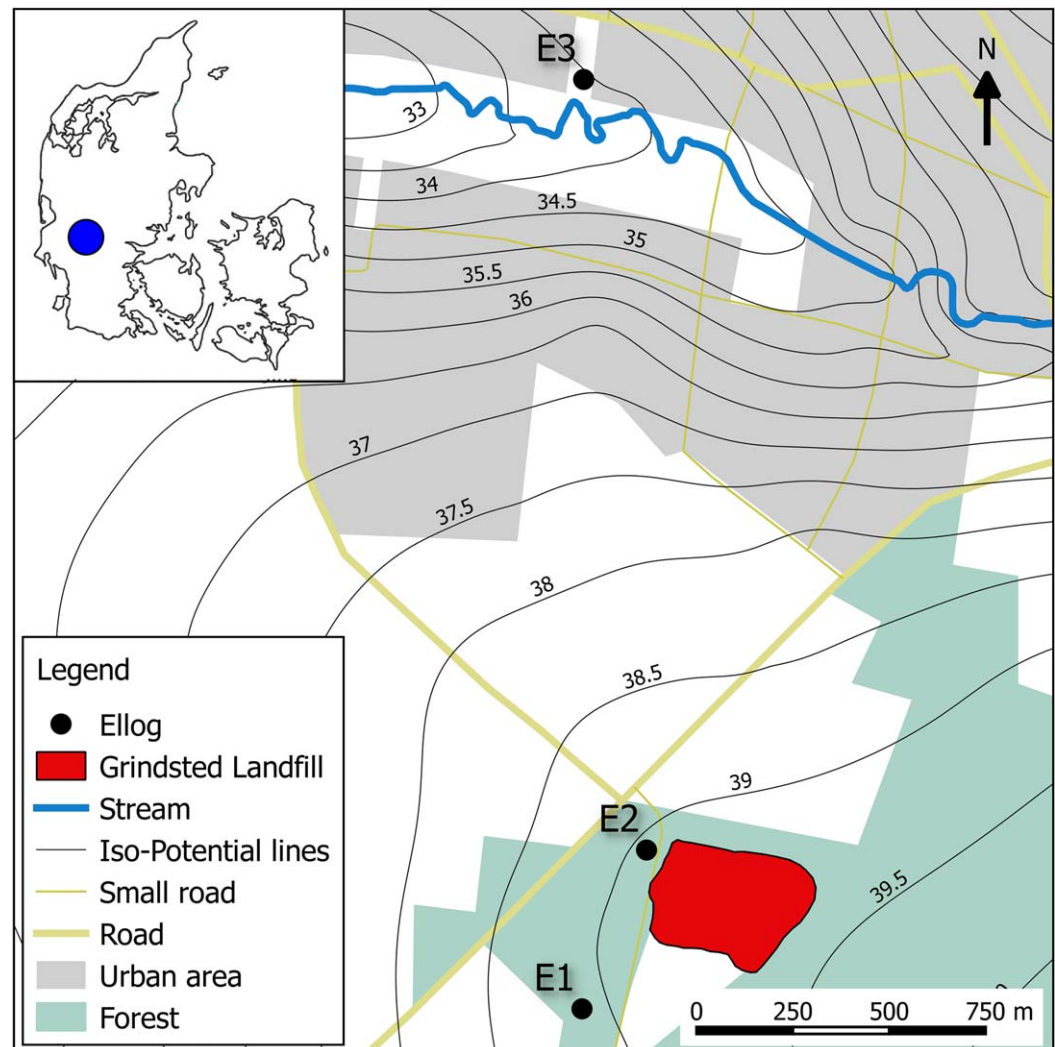 E3
N
33
34
34.5
35
35.5
36
37
37.5
38
38.5
39
E2
39.5
E1
Legend
Ellog
Grindsted Landfill
Stream
Iso-Potential lines
Small road
Road
Urban area
Forest
0 250 500 750 m